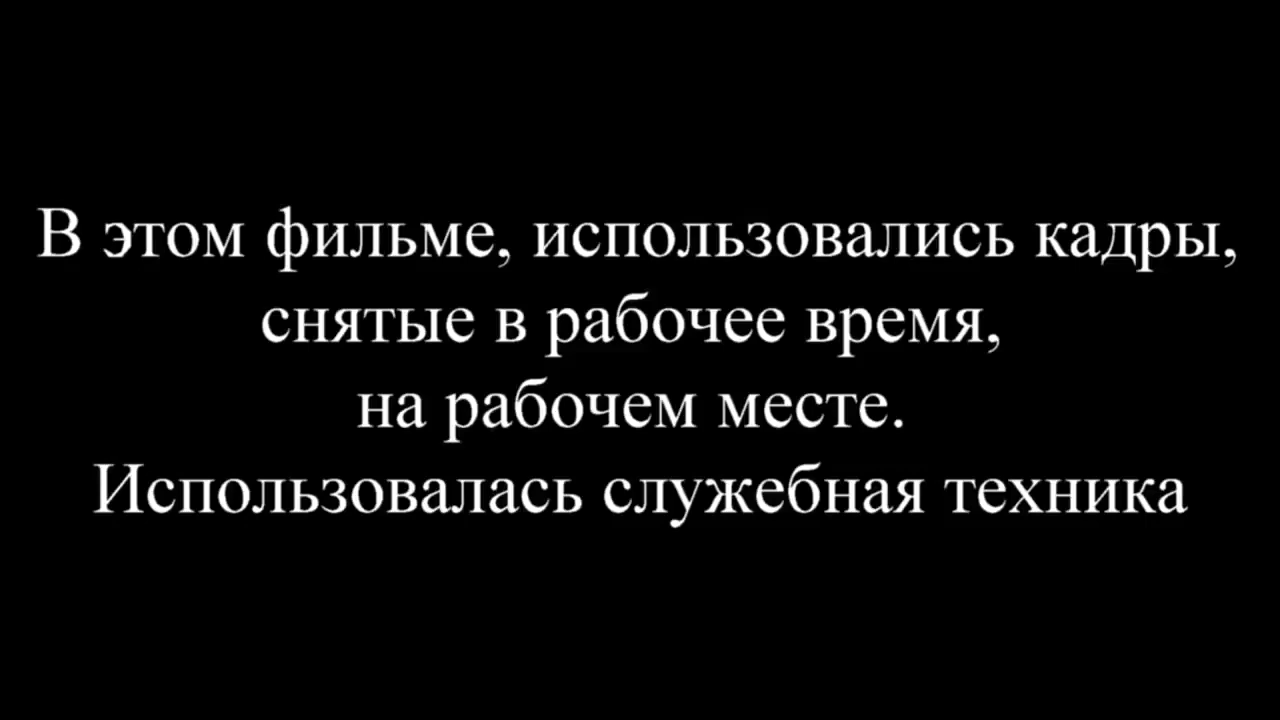 В этом фильме, использовались кадры,
снятые в рабочее время,
на рабочем месте.
Использовалась служебная техника